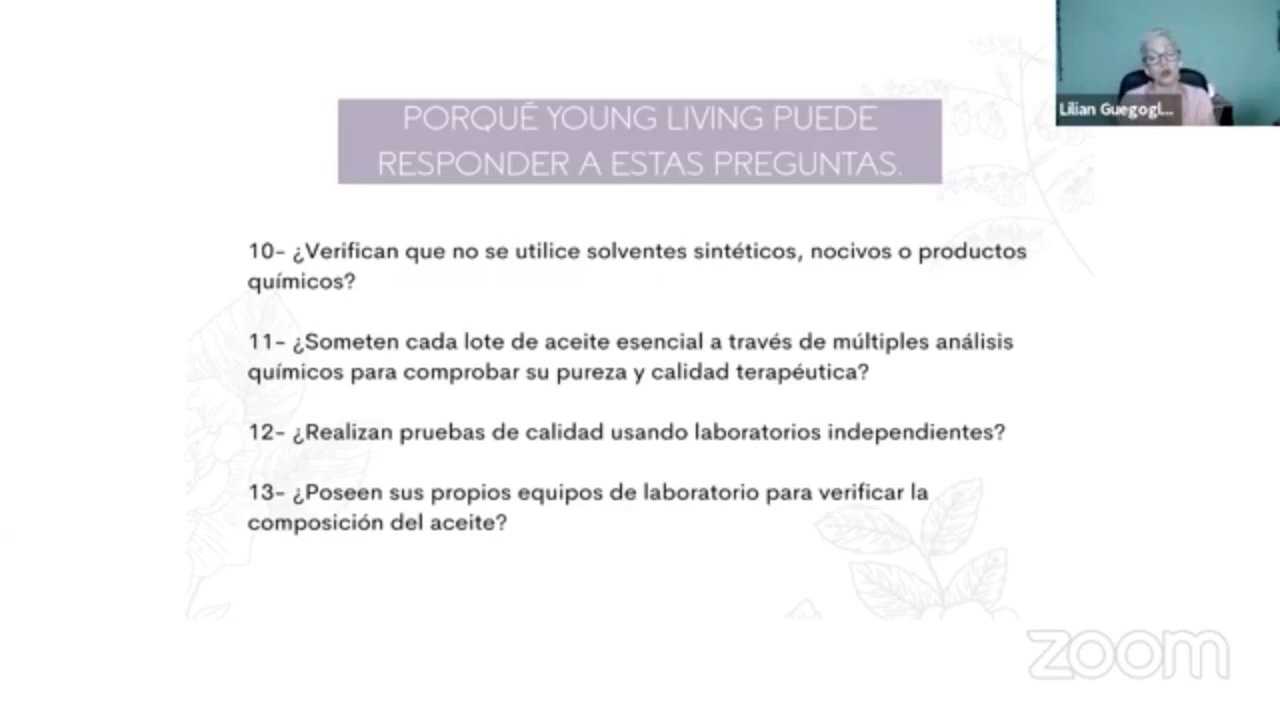 PORQUÉ YOUNG LIVING PUEDE
RESPONDER A ESTAS PREGUNTAS.
Lilian Guegogl...
10- ¿Verifican que no se utilice solventes sintéticos, nocivos o productos
químicos?
11- ¿Someten cada lote de aceite esencial a través de múltiples análisis
químicos para comprobar su pureza y calidad terapéutica?
12- ¿Realizan pruebas de calidad usando laboratorios independientes?
13- ¿Poseen sus propios equipos de laboratorio para verificar la
composición del aceite?
zoom